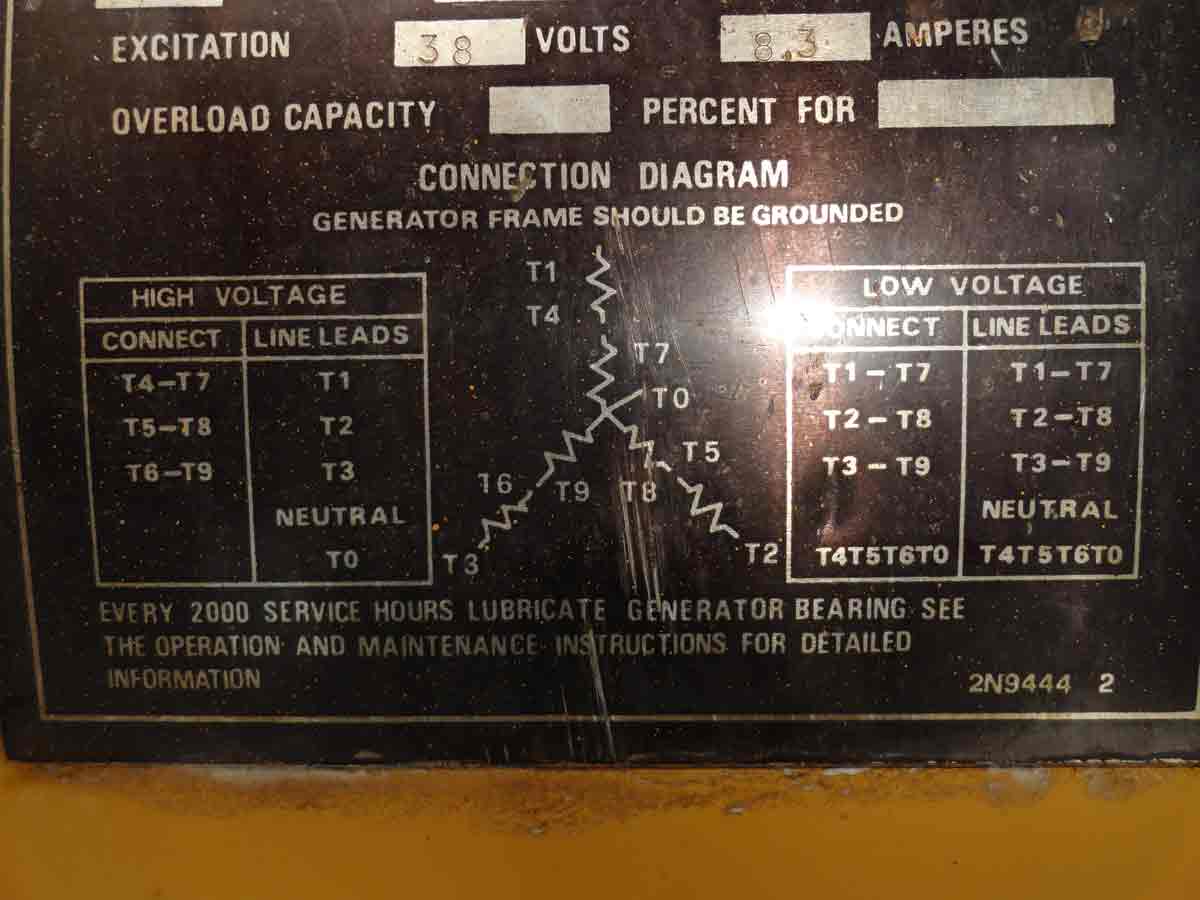 EXCITATION 38 VOLTS 8.3 AMPERES
OVERLOAD CAPACITY PERCENT FOR
CONNECTION DIAGRAM
GENERATOR FRAME SHOULD BE GROUNDED
HIGH VOLTAGE
CONNECT LINE LEADS
T4-T7 T1
T5-T8 T2
T6-T9 T3
NEUTRAL
T0
T1
T4
T7
T0
T5
T6 T9 T8
T3 T2
LOW VOLTAGE
CONNECT LINE LEADS
T1-T7 T1-T7
T2-T8 T2-T8
T3-T9 T3-T9
NEUTRAL
T4T5T6T0 T4T5T6T0
EVERY 2000 SERVICE HOURS LUBRICATE GENERATOR BEARING SEE
THE OPERATION AND MAINTENANCE INSTRUCTIONS FOR DETAILED
INFORMATION
2N9444 2